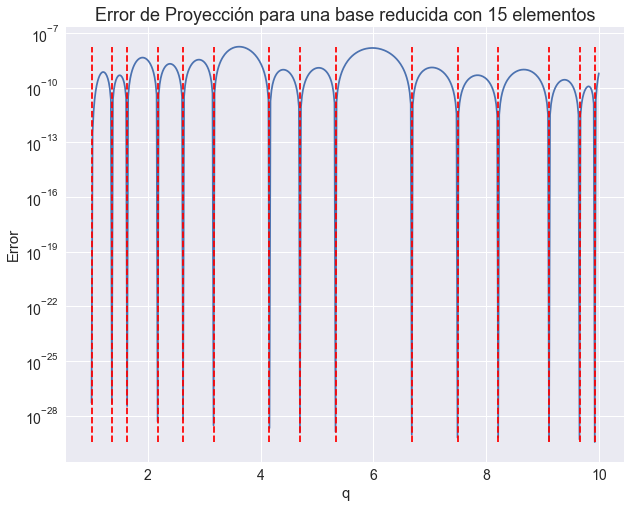 Error de Proyección para una base reducida con 15 elementos
10⁻⁷
10⁻¹⁰
10⁻¹³
10⁻¹⁶
10⁻¹⁹
10⁻²²
10⁻²⁵
10⁻²⁸
Error
2 4 6 8 10
q